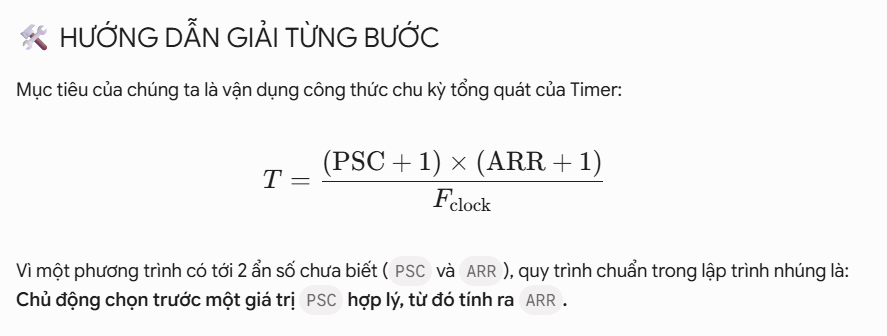 🛠️ HƯỚNG DẪN GIẢI TỪNG BƯỚC
Mục tiêu của chúng ta là vận dụng công thức chu kỳ tổng quát của Timer:
T = \frac{(PSC + 1) \times (ARR + 1)}{F_{clock}}
Vì một phương trình có tới 2 ẩn số chưa biết ( PSC và ARR ), quy trình chuẩn trong lập trình nhúng là:
Chủ động chọn trước một giá trị PSC hợp lý, từ đó tính ra ARR .